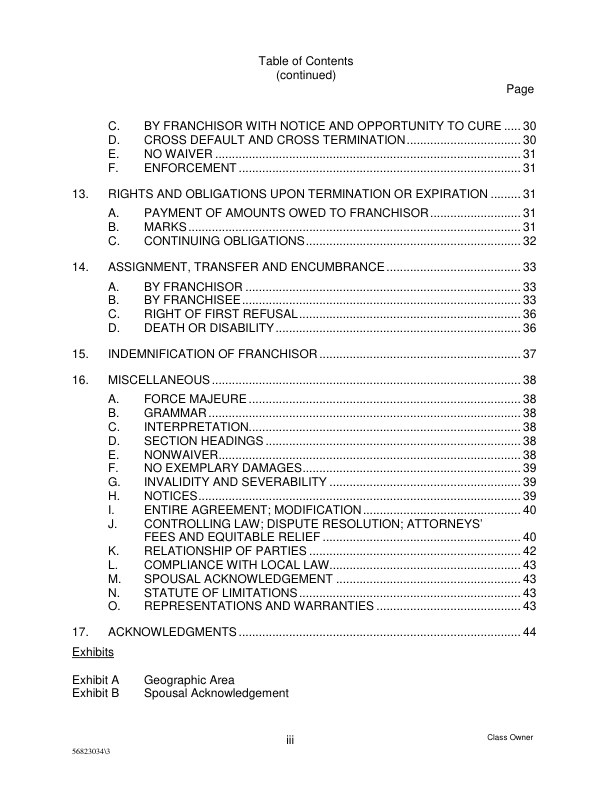 Table of Contents
(continued)
Page
C. BY FRANCHISOR WITH NOTICE AND OPPORTUNITY TO CURE ..... 30
D. CROSS DEFAULT AND CROSS TERMINATION ..... 30
E. NO WAIVER ..... 31
F. ENFORCEMENT ..... 31
13. RIGHTS AND OBLIGATIONS UPON TERMINATION OR EXPIRATION ..... 31
A. PAYMENT OF AMOUNTS OWED TO FRANCHISOR ..... 31
B. MARKS ..... 31
C. CONTINUING OBLIGATIONS ..... 32
14. ASSIGNMENT, TRANSFER AND ENCUMBRANCE ..... 33
A. BY FRANCHISOR ..... 33
B. BY FRANCHISEE ..... 33
C. RIGHT OF FIRST REFUSAL ..... 36
D. DEATH OR DISABILITY ..... 36
15. INDEMNIFICATION OF FRANCHISOR ..... 37
16. MISCELLANEOUS ..... 38
A. FORCE MAJEURE ..... 38
B. GRAMMAR ..... 38
C. INTERPRETATION ..... 38
D. SECTION HEADINGS ..... 38
E. NONWAIVER ..... 38
F. NO EXEMPLARY DAMAGES ..... 39
G. INVALIDITY AND SEVERABILITY ..... 39
H. NOTICES ..... 39
I. ENTIRE AGREEMENT; MODIFICATION ..... 40
J. CONTROLLING LAW; DISPUTE RESOLUTION; ATTORNEYS'
FEES AND EQUITABLE RELIEF ..... 40
K. RELATIONSHIP OF PARTIES ..... 42
L. COMPLIANCE WITH LOCAL LAW ..... 43
M. SPOUSAL ACKNOWLEDGEMENT ..... 43
N. STATUTE OF LIMITATIONS ..... 43
O. REPRESENTATIONS AND WARRANTIES ..... 43
17. ACKNOWLEDGMENTS ..... 44
Exhibits
Exhibit A Geographic Area
Exhibit B Spousal Acknowledgement
iii
Class Owner
56823034\3